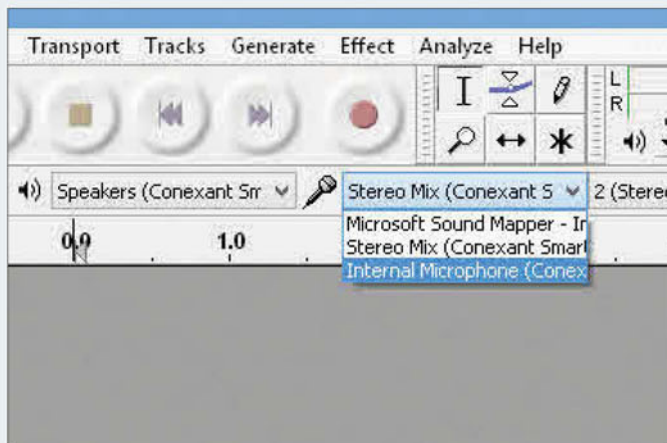 Transport Tracks Generate Effect Analyze Help
L
R
Speakers (Conexant Sm Stereo Mix (Conexant S 2 (Stereo
0.0 1.0
Microsoft Sound Mapper - In
Stereo Mix (Conexant Smart
Internal Microphone (Conex